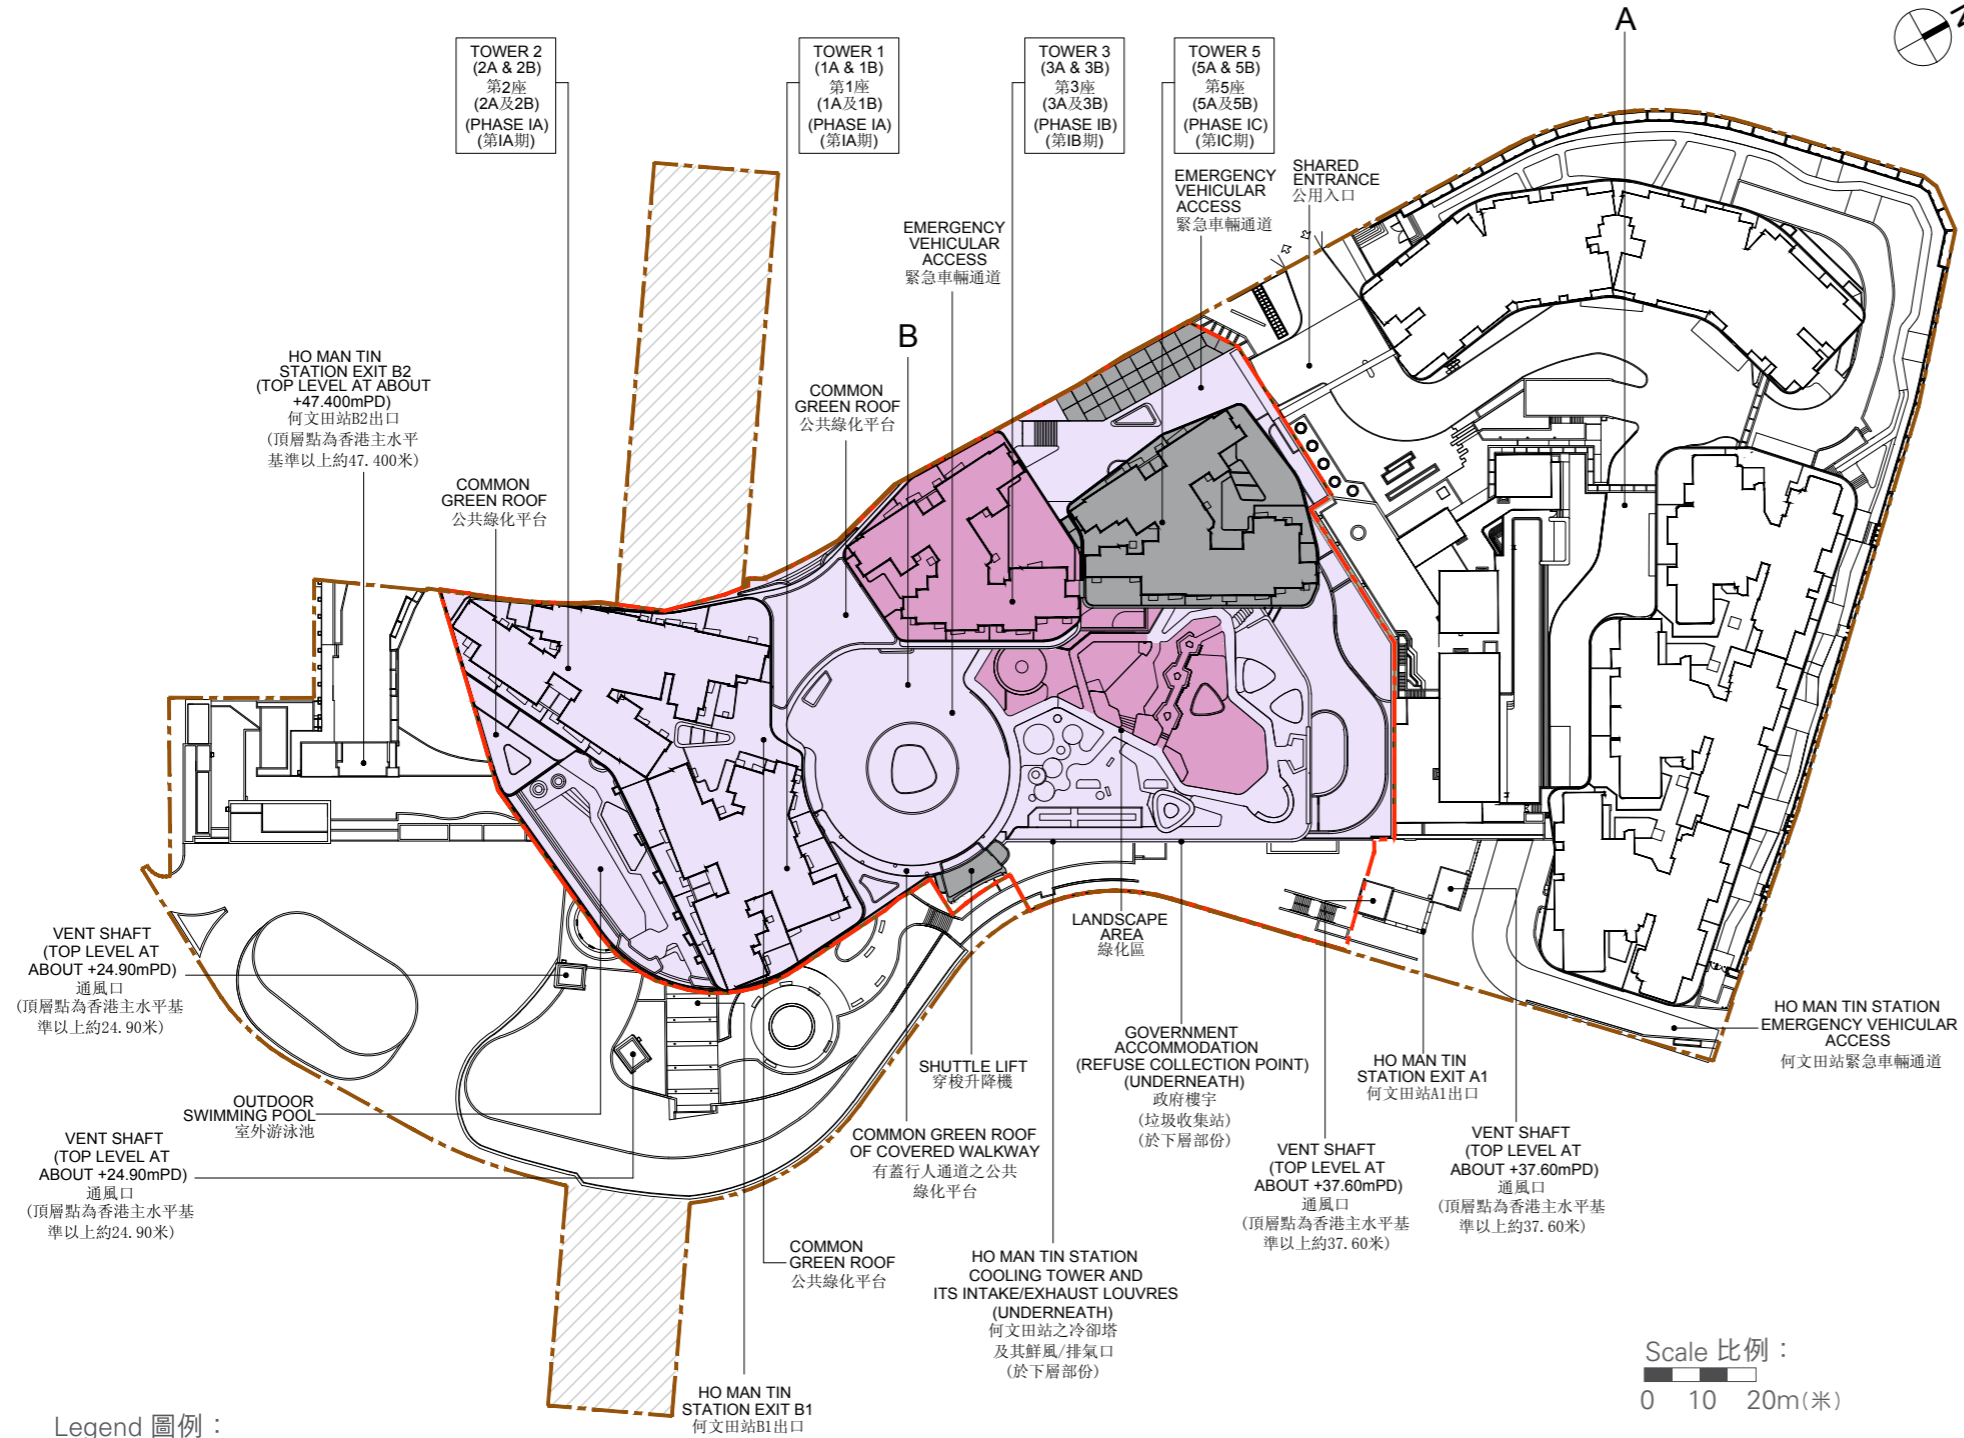 A
TOWER 2
(2A & 2B)
第2座
(2A及2B)
(PHASE IA)
(第IA期)
TOWER 1
(1A & 1B)
第1座
(1A及1B)
(PHASE IA)
(第IA期)
TOWER 3
(3A & 3B)
第3座
(3A及3B)
(PHASE IB)
(第IB期)
TOWER 5
(5A & 5B)
第5座
(5A及5B)
(PHASE IC)
(第IC期)
EMERGENCY
VEHICULAR
ACCESS
緊急車輛通道
SHARED
ENTRANCE
公用入口
EMERGENCY
VEHICULAR
ACCESS
緊急車輛通道
B
HO MAN TIN
STATION EXIT B2
(TOP LEVEL AT ABOUT
+47.400mPD)
何文田站B2出口
(頂層點為香港主水平
基準以上約47.400米)
COMMON
GREEN ROOF
公共綠化平台
COMMON
GREEN ROOF
公共綠化平台
VENT SHAFT
(TOP LEVEL AT
ABOUT +24.90mPD)
通風口
(頂層點為香港主水平基
準以上約24.90米)
LANDSCAPE
AREA
綠化區
HO MAN TIN STATION
EMERGENCY VEHICULAR
ACCESS
何文田站緊急車輛通道
GOVERNMENT
ACCOMMODATION
(REFUSE COLLECTION POINT)
(UNDERNEATH)
政府樓宇
(垃圾收集站)
(於下層部份)
SHUTTLE LIFT
穿梭升降機
HO MAN TIN
STATION EXIT A1
何文田站A1出口
OUTDOOR
SWIMMING POOL
室外游泳池
COMMON GREEN ROOF
OF COVERED WALKWAY
有蓋行人通道之公共
綠化平台
VENT SHAFT
(TOP LEVEL AT
ABOUT +24.90mPD)
通風口
(頂層點為香港主水平基
準以上約24.90米)
VENT SHAFT
(TOP LEVEL AT
ABOUT +37.60mPD)
通風口
(頂層點為香港主水平基
準以上約37.60米)
VENT SHAFT
(TOP LEVEL AT
ABOUT +37.60mPD)
通風口
(頂層點為香港主水平基
準以上約37.60米)
COMMON
GREEN ROOF
公共綠化平台
HO MAN TIN STATION
COOLING TOWER AND
ITS INTAKE/EXHAUST LOUVRES
(UNDERNEATH)
何文田站之冷卻塔
及其鮮風/排氣口
(於下層部份)
HO MAN TIN
STATION EXIT B1
何文田站B1出口
Scale 比例：
0 10 20m(米)
Legend 圖例：